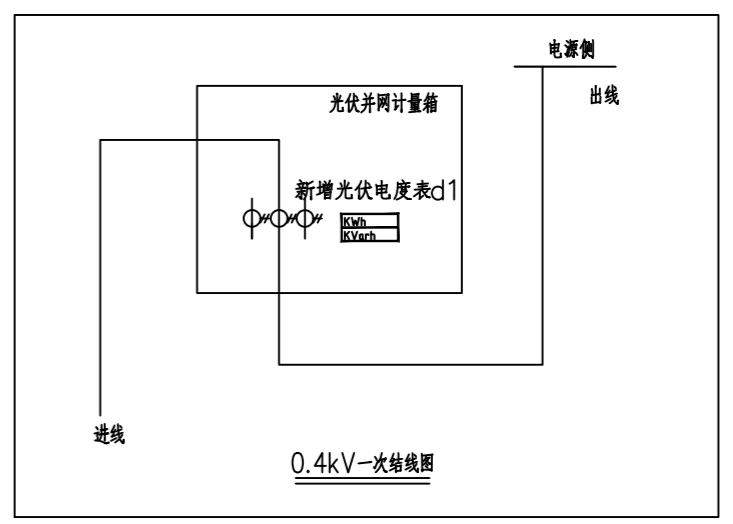 电源侧
出线
光伏并网计量箱
新增光伏电度表d1
KWh
KVarh
进线
0.4kV一次结线图